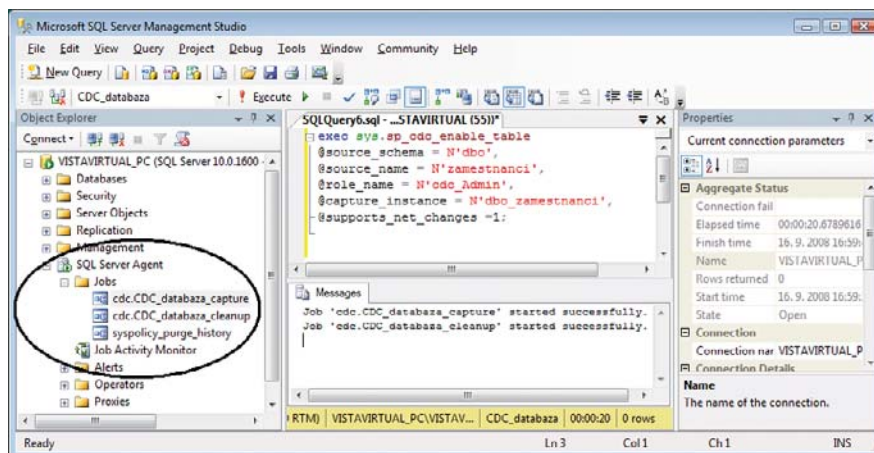 Microsoft SQL Server Management Studio
File Edit View Query Project Debug Tools Window Community Help
New Query
CDC_databaza Execute
Object Explorer
Connect
VISTAVIRTUAL_PC (SQL Server 10.0.1600 -
Databases
Security
Server Objects
Replication
Management
SQL Server Agent
Jobs
cdc.CDC_databaza_capture
cdc.CDC_databaza_cleanup
syspolicy_purge_history
Job Activity Monitor
Alerts
Operators
Proxies
SQLQuery6.sql - ...STAVIRTUAL (55))*
exec sys.sp_cdc_enable_table
@source_schema = N'dbo',
@source_name = N'zamestnanci',
@role_name = N'cdc_Admin',
@capture_instance = N'dbo_zamestnanci',
@supports_net_changes =1;
Messages
Job 'cdc.CDC_databaza_capture' started successfully.
Job 'cdc.CDC_databaza_cleanup' started successfully.
RTM) VISTAVIRTUAL_PC\VISTAV... CDC_databaza 00:00:20 0 rows
Properties
Current connection parameters
Aggregate Status
Connection fail
Elapsed time 00:00:20.6789616
Finish time 16. 9. 2008 16:59:
Name VISTAVIRTUAL_P
Rows returned 0
Start time 16. 9. 2008 16:59:
State Open
Connection
Connection nar VISTAVIRTUAL_P
Connection Details
Name
The name of the connection.
Ready Ln 3 Col 1 Ch 1 INS